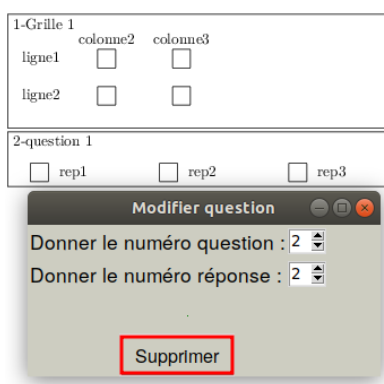 1-Grille 1
colonne2 colonne3
ligne1
ligne2
2-question 1
rep1 rep2 rep3
Modifier question
Donner le numéro question : 2
Donner le numéro réponse : 2
Supprimer